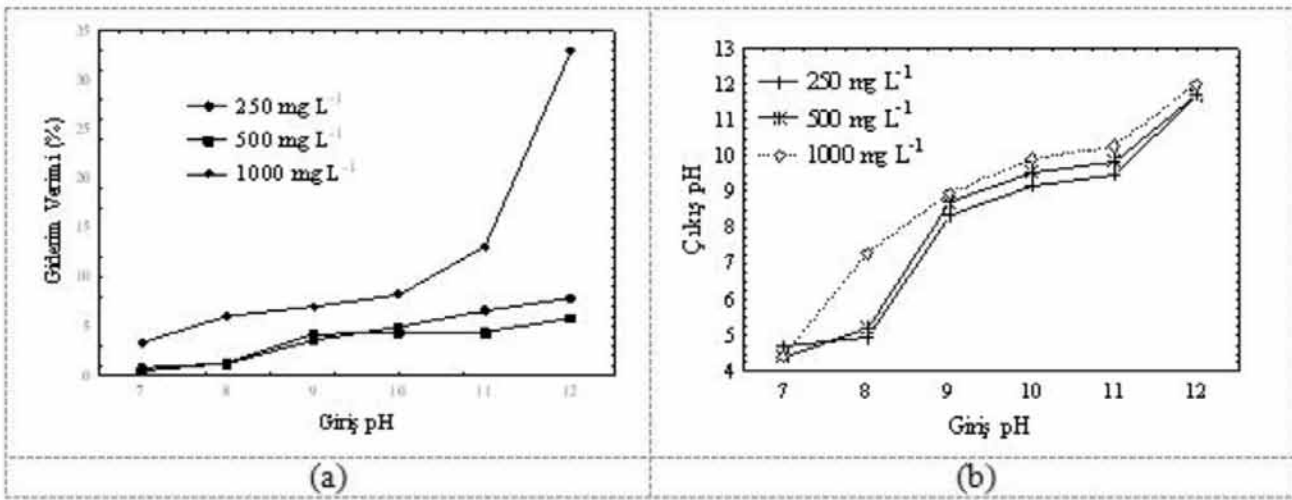 35
30
25
20
15
10
5
0
Giderim Verimi (%)
250 mg L⁻¹
500 mg L⁻¹
1000 mg L⁻¹
7 8 9 10 11 12
Giriş pH
(a)
13
12
11
10
9
8
7
6
5
4
Çıkış pH
250 mg L⁻¹
500 mg L⁻¹
1000 mg L⁻¹
7 8 9 10 11 12
Giriş pH
(b)